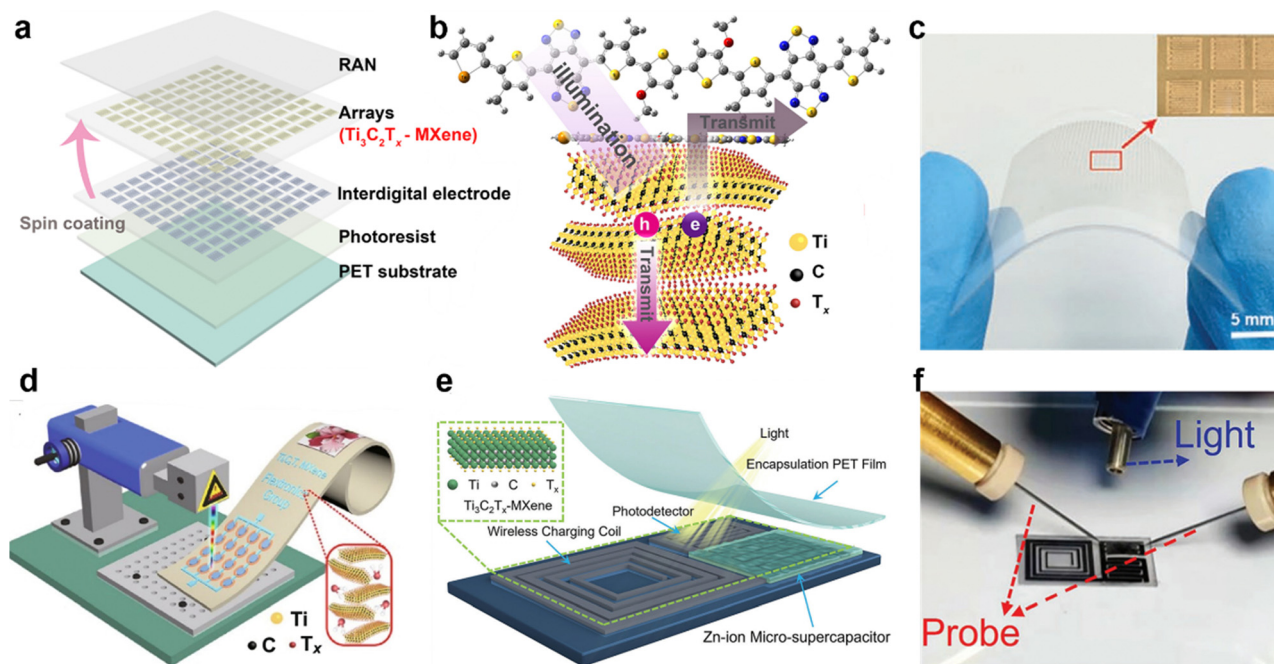 a
RAN
Arrays
(Ti₃C₂Tₓ- MXene)
Interdigital electrode
Spin coating
Photoresist
PET substrate
b
illumination
Transmit
h
e
Transmit
Ti
C
Tₓ
c
5 mm
d
Ti
C
Tₓ
e
Light
Encapsulation PET Film
Ti C Tₓ
Ti₃C₂Tₓ-MXene
Photodetector
Wireless Charging Coil
Zn-ion Micro-supercapacitor
f
Light
Probe